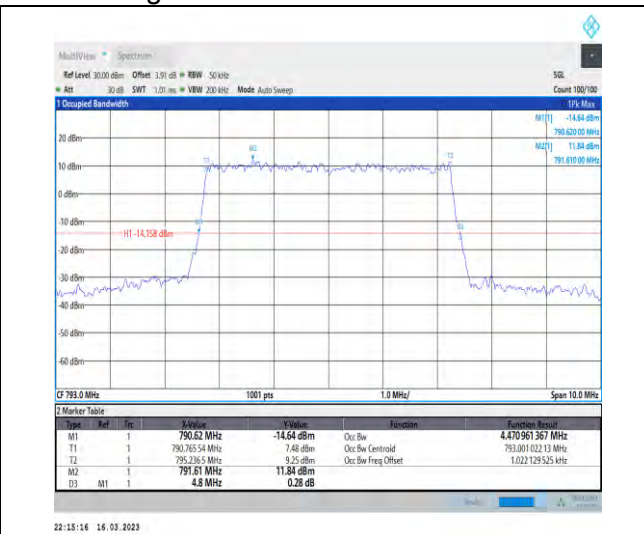 MultiView Spectrum
Ref Level 30.00 dBm Offset 3.91 dB RBW 50 kHz SGL
Att 30 dB SWT 1.01 ms VBW 200 kHz Mode Auto Sweep Count 100/100
1 Occupied Bandwidth 1Pk Max
M1[1] -14.64 dBm
790.620 00 MHz
M2[1] 11.84 dBm
791.610 00 MHz
20 dBm
M2
T1 T2
10 dBm
0 dBm
-10 dBm
M1 D3
H1 -14.158 dBm
-20 dBm
-30 dBm
-40 dBm
-50 dBm
-60 dBm
CF 793.0 MHz 1001 pts 1.0 MHz/ Span 10.0 MHz
2 Marker Table
Type Ref Trc X-Value Y-Value Function Function Result
M1 1 790.62 MHz -14.64 dBm Occ Bw 4.470 961 367 MHz
T1 1 790.765 54 MHz 7.48 dBm Occ Bw Centroid 793.001 022 13 MHz
T2 1 795.236 5 MHz 9.25 dBm Occ Bw Freq Offset 1.022 129 525 kHz
M2 1 791.61 MHz 11.84 dBm
D3 M1 1 4.8 MHz 0.28 dB
22:15:16 16.03.2023